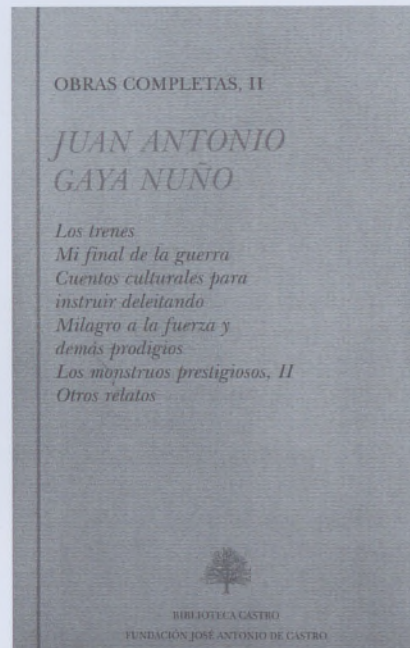 OBRAS COMPLETAS, II
JUAN ANTONIO
GAYA NUÑO
Los trenes
Mi final de la guerra
Cuentos culturales para
instruir deleitando
Milagro a la fuerza y
demás prodigios
Los monstruos prestigiosos, II
Otros relatos
BIBLIOTECA CASTRO
FUNDACIÓN JOSÉ ANTONIO DE CASTRO